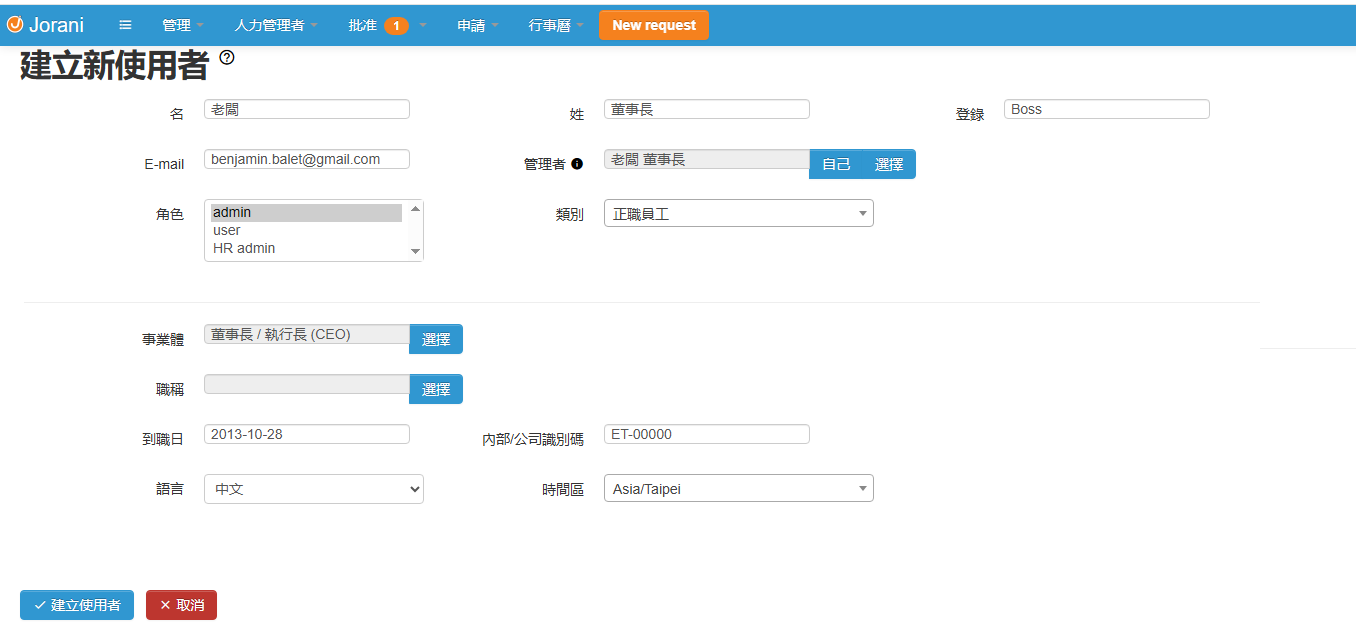 Jorani 管理 人力管理者 批准 1 申請 行事曆 New request
建立新使用者
名 老闆 姓 董事長 登錄 Boss
E-mail benjamin.balet@gmail.com 管理者 老闆 董事長 自己 選擇
角色 admin 類別 正職員工
user
HR admin
事業體 董事長 / 執行長 (CEO) 選擇
職稱 選擇
到職日 2013-10-28 內部/公司識別碼 ET-00000
語言 中文 時間區 Asia/Taipei
建立使用者 取消